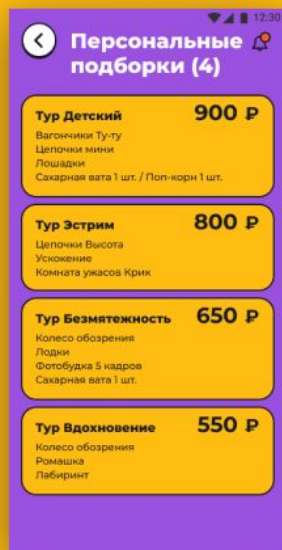 12:30
Персональные
подборки (4)
Тур Детский 900 ₽
Вагончики Ту-ту
Цепочки мини
Лошадки
Сахарная вата 1 шт. / Поп-корн 1 шт.
Тур Эстрим 800 ₽
Цепочки Высота
Ускокение
Комната ужасов Крик
Тур Безмятежность 650 ₽
Колесо обозрения
Лодки
Фотобудка 5 кадров
Сахарная вата 1 шт.
Тур Вдохновение 550 ₽
Колесо обозрения
Ромашка
Лабиринт